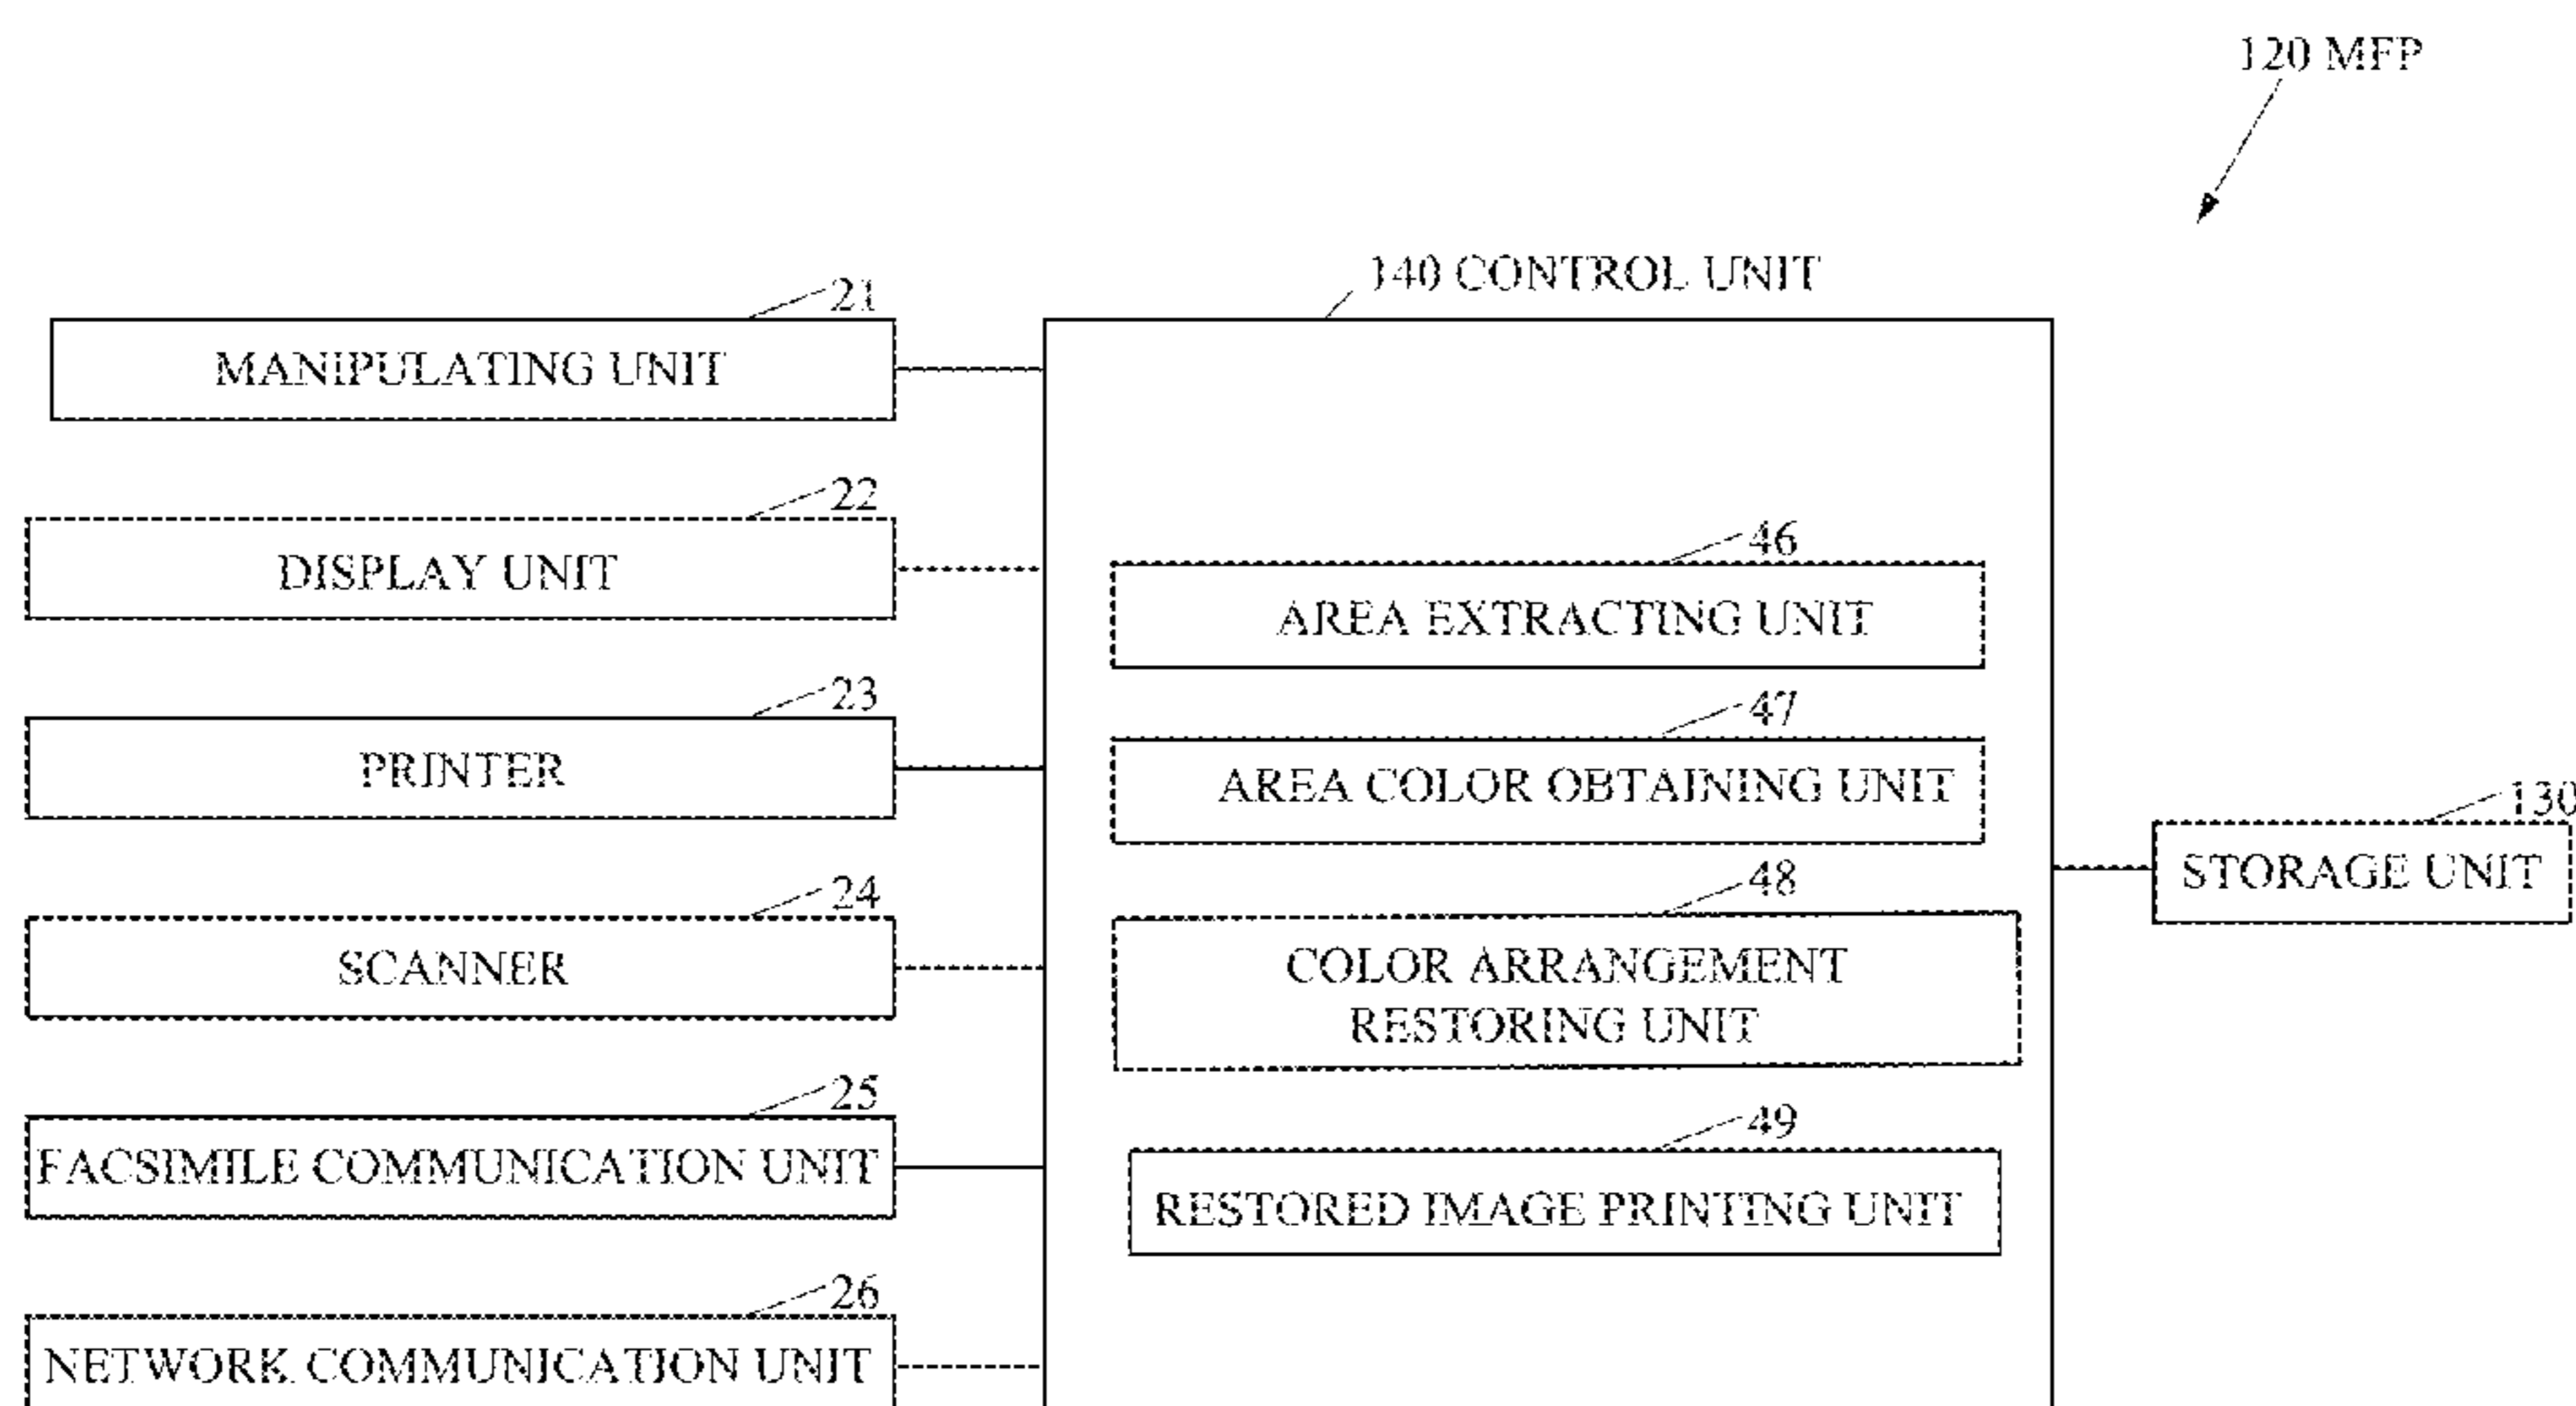 120 MFP
140 CONTROL UNIT
21
MANIPULATING UNIT
22
DISPLAY UNIT
23
PRINTER
24
SCANNER
25
FACSIMILE COMMUNICATION UNIT
26
NETWORK COMMUNICATION UNIT
46
AREA EXTRACTING UNIT
47
AREA COLOR OBTAINING UNIT
48
COLOR ARRANGEMENT
RESTORING UNIT
49
RESTORED IMAGE PRINTING UNIT
130
STORAGE UNIT